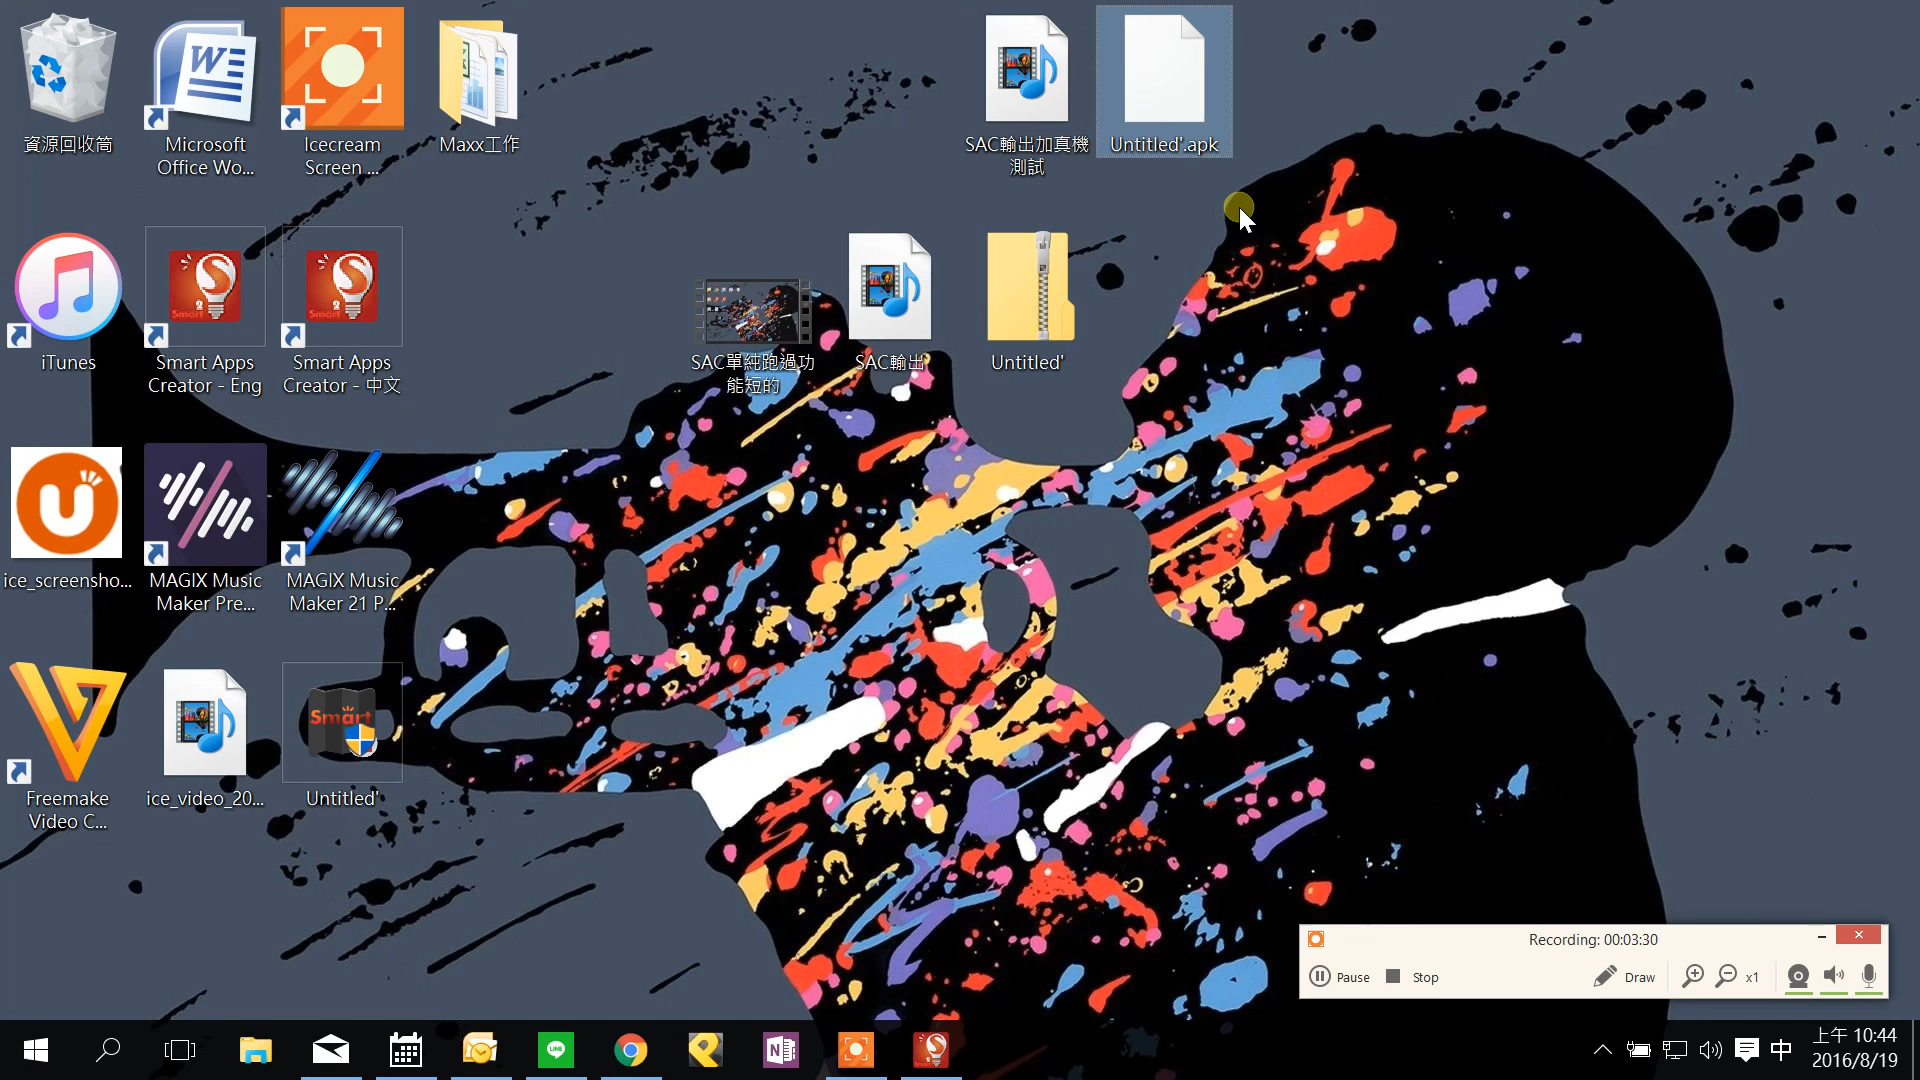 資源回收筒
Microsoft
Office Wo...
Icecream
Screen ...
Maxx工作
SAC輸出加真機
測試
Untitled'.apk
iTunes
Smart Apps
Creator - Eng
Smart Apps
Creator - 中文
SAC單純跑過功
能短的
SAC輸出
Untitled'
ice_screensho...
MAGIX Music
Maker Pre...
MAGIX Music
Maker 21 P...
Freemake
Video C...
ice_video_20...
Smart
Untitled'
Recording: 00:03:30
Pause
Stop
Draw
x1
LINE
中
上午 10:44
2016/8/19